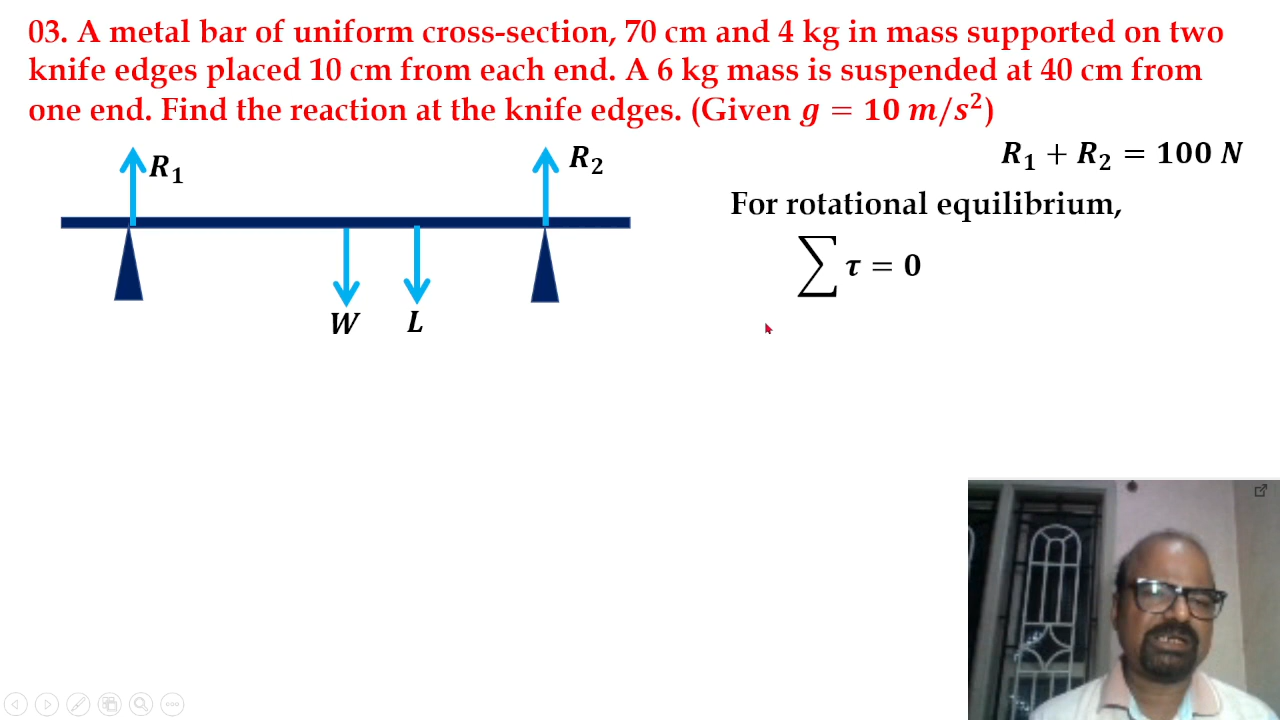 03. A metal bar of uniform cross-section, 70 cm and 4 kg in mass supported on two
knife edges placed 10 cm from each end. A 6 kg mass is suspended at 40 cm from
one end. Find the reaction at the knife edges. (Given g = 10 m/s²)
R₁ + R₂ = 100 N
R₁
R₂
For rotational equilibrium,
∑ τ = 0
W
L